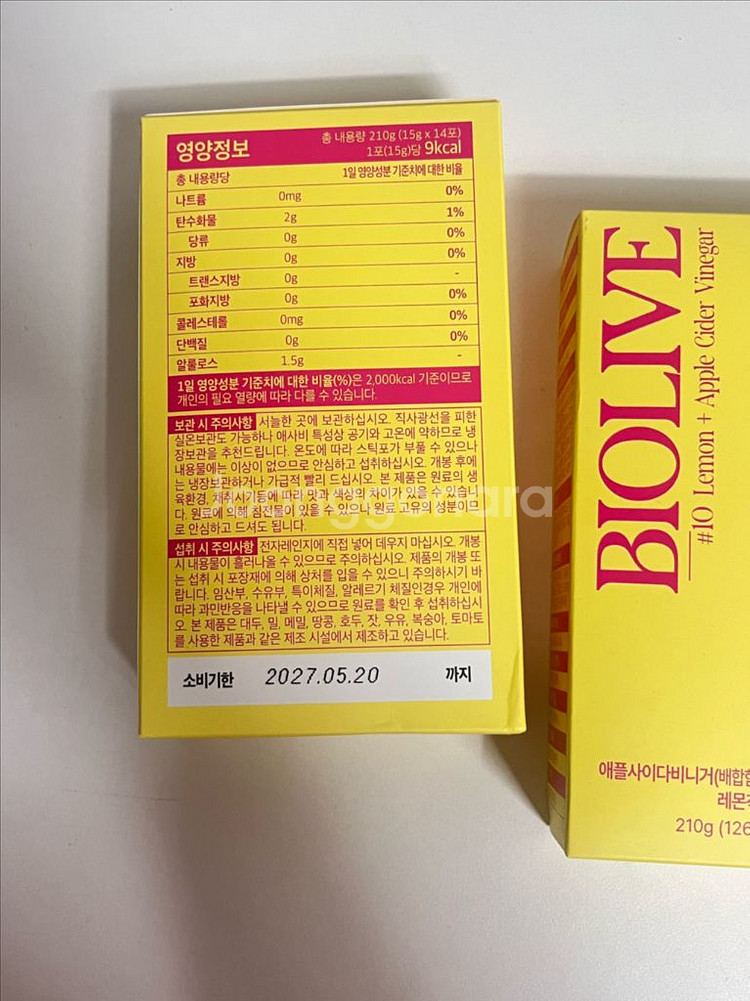 영양정보
총 내용량 210g (15g x 14포)
1포(15g)당 9kcal
총 내용량당 1일 영양성분 기준치에 대한 비율
나트륨 0mg 0%
탄수화물 2g 1%
당류 0g 0%
지방 0g 0%
트랜스지방 0g -
포화지방 0g 0%
콜레스테롤 0mg 0%
단백질 0g 0%
알룰로스 1.5g -
1일 영양성분 기준치에 대한 비율(%)은 2,000kcal 기준이므로
개인의 필요 열량에 따라 다를 수 있습니다.
보관 시 주의사항 서늘한 곳에 보관하십시오. 직사광선을 피한
실온보관도 가능하나 애사비 특성상 공기와 고온에 약하므로 냉
장보관을 추천드립니다. 온도에 따라 스틱포가 부풀 수 있으나
내용물에는 이상이 없으므로 안심하고 섭취하십시오. 개봉 후에
는 냉장보관하거나 가급적 빨리 드십시오. 본 제품은 원료의 생
육환경, 채취시기등에 따라 맛과 색상의 차이가 있을 수 있습니
다. 원료에 의해 침전물이 있을 수 있으나 원료 고유의 성분이므
로 안심하고 드셔도 됩니다.
섭취 시 주의사항 전자레인지에 직접 넣어 데우지 마십시오. 개봉
시 내용물이 흘러나올 수 있으므로 주의하십시오. 제품의 개봉 또
는 섭취 시 포장재에 의해 상처를 입을 수 있으니 주의하시기 바
랍니다. 임산부, 수유부, 특이체질, 알레르기 체질인경우 개인에
따라 과민반응을 나타낼 수 있으므로 원료를 확인 후 섭취하십시
오. 본 제품은 대두, 밀, 메밀, 땅콩, 호두, 잣, 우유, 복숭아, 토마토
를 사용한 제품과 같은 제조 시설에서 제조하고 있습니다.
소비기한 2027.05.20 까지
BIOLIVE
#10 Lemon + Apple Cider Vinegar
애플사이다비니거(배합
레몬
210g (126